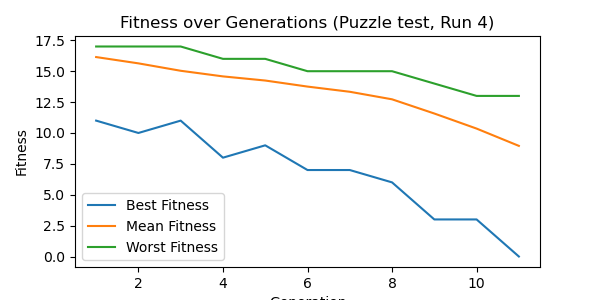 Fitness over Generations (Puzzle test, Run 4)
17.5
15.0
12.5
10.0
7.5
5.0
2.5
0.0
Fitness
Best Fitness
Mean Fitness
Worst Fitness
2 4 6 8 10
Generation